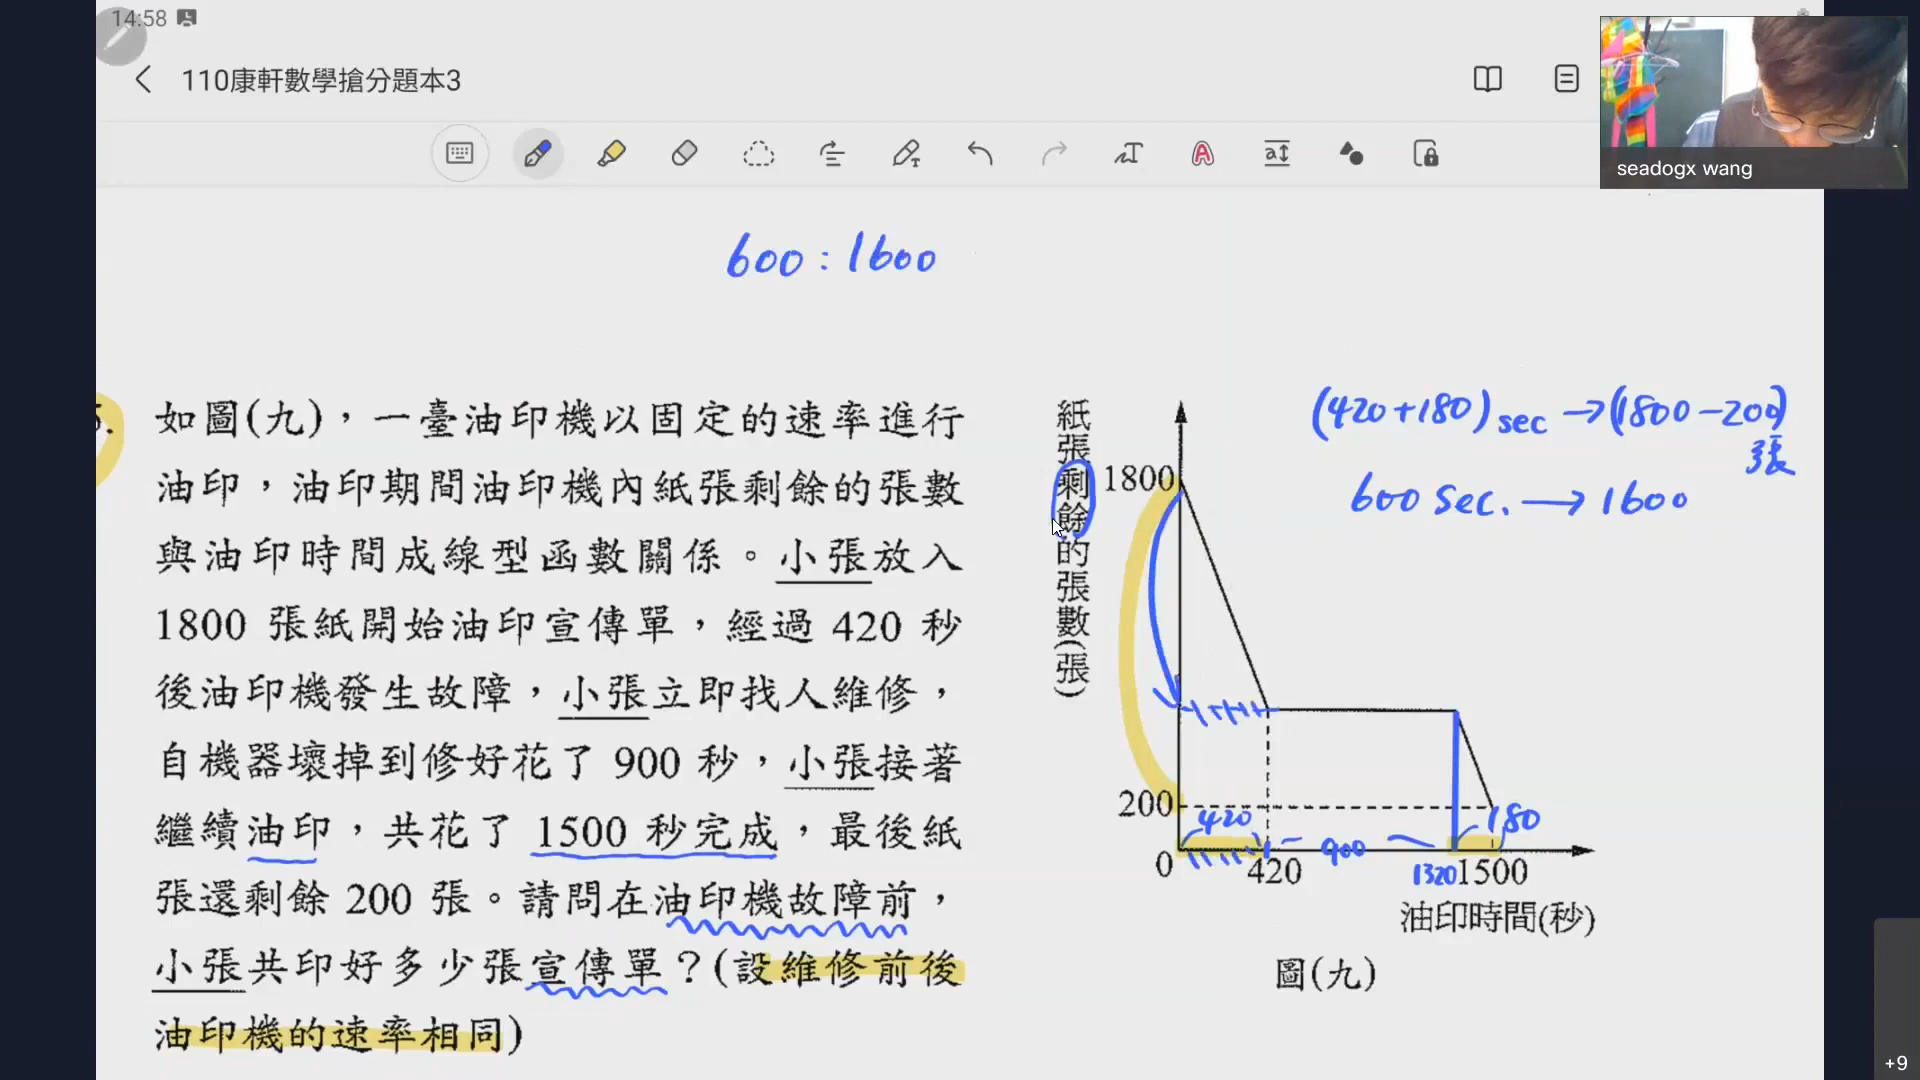 14:58
110康軒數學搶分題本3
seadogx wang
600 : 1600
如圖(九)，一臺油印機以固定的速率進行
油印，油印期間油印機內紙張剩餘的張數
與油印時間成線型函數關係。小張放入
1800 張紙開始油印宣傳單，經過 420 秒
後油印機發生故障，小張立即找人維修，
自機器壞掉到修好花了 900 秒，小張接著
繼續油印，共花了 1500 秒完成，最後紙
張還剩餘 200 張。請問在油印機故障前，
小張共印好多少張宣傳單？(設維修前後
油印機的速率相同)
紙張剩餘的張數(張)
1800
200
420
900
180
0
420
1320
1500
油印時間(秒)
圖(九)
(420+180) sec → (1800-200)
張
600 sec. → 1600
+9